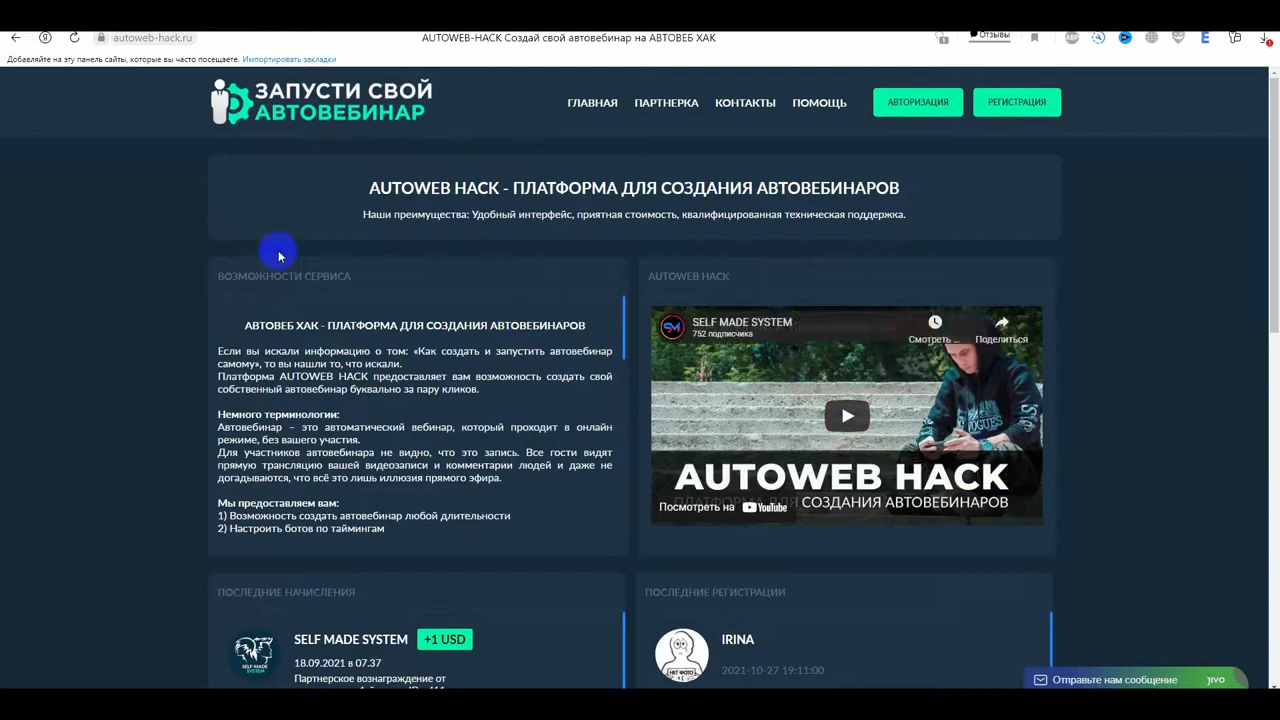 autoweb-hack.ru
AUTOWEB-HACK Создай свой автовебинар на АВТОВЕБ ХАК
Отзывы
Добавляйте на эту панель сайты, которые вы часто посещаете. Импортировать закладки
ЗАПУСТИ СВОЙ
АВТОВЕБИНАР
ГЛАВНАЯ ПАРТНЕРКА КОНТАКТЫ ПОМОЩЬ АВТОРИЗАЦИЯ РЕГИСТРАЦИЯ
AUTOWEB HACK - ПЛАТФОРМА ДЛЯ СОЗДАНИЯ АВТОВЕБИНАРОВ
Наши преимущества: Удобный интерфейс, приятная стоимость, квалифицированная техническая поддержка.
ВОЗМОЖНОСТИ СЕРВИСА
АВТОВЕБ ХАК - ПЛАТФОРМА ДЛЯ СОЗДАНИЯ АВТОВЕБИНАРОВ
Если вы искали информацию о том: «Как создать и запустить автовебинар
самому», то вы нашли то, что искали.
Платформа AUTOWEB HACK предоставляет вам возможность создать свой
собственный автовебинар буквально за пару кликов.
Немного терминологии:
Автовебинар – это автоматический вебинар, который проходит в онлайн
режиме, без вашего участия.
Для участников автовебинара не видно, что это запись. Все гости видят
прямую трансляцию вашей видеозаписи и комментарии людей и даже не
догадываются, что всё это лишь иллюзия прямого эфира.
Мы предоставляем вам:
1) Возможность создать автовебинар любой длительности
2) Настроить ботов по таймингам
AUTOWEB HACK
SELF MADE SYSTEM
752 подписчика
Смотреть ...
Поделиться
AUTOWEB HACK
ПЛАТФОРМА ДЛЯ СОЗДАНИЯ АВТОВЕБИНАРОВ
Посмотреть на YouTube
ПОСЛЕДНИЕ НАЧИСЛЕНИЯ
SELF-MADE
SYSTEM
SELF MADE SYSTEM +1 USD
18.09.2021 в 07.37
Партнерское вознаграждение от
ПОСЛЕДНИЕ РЕГИСТРАЦИИ
НЕТ ФОТО
IRINA
2021-10-27 19:11:00
Отправьте нам сообщение jivo